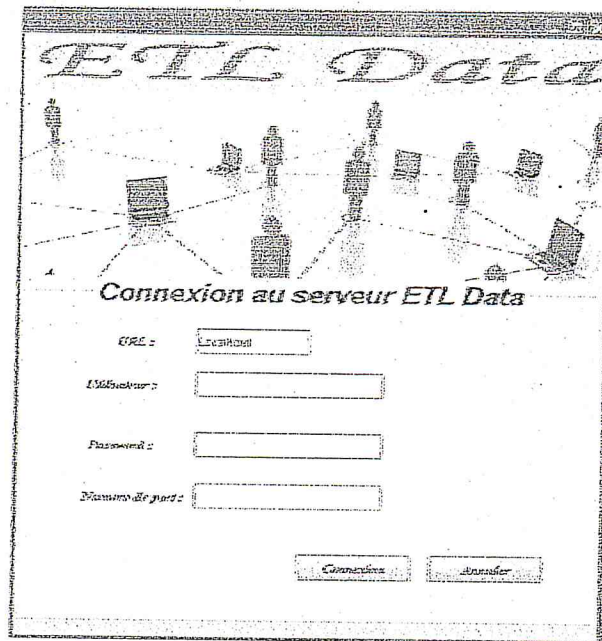 ETL Data
Connexion au serveur ETL Data
URL : Localhost
Utilisateur :
Password :
Numero de port :
Connexion Annuler